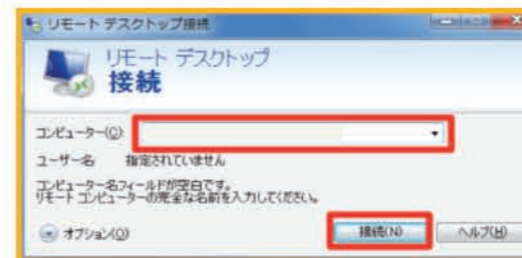 リモート デスクトップ接続
リモート デスクトップ
接続
コンピューター(C):
ユーザー名 指定されていません
コンピューター名フィールドが空白です。
リモート コンピューターの完全な名前を入力してください。
オプション(O)
接続(N)
ヘルプ(H)